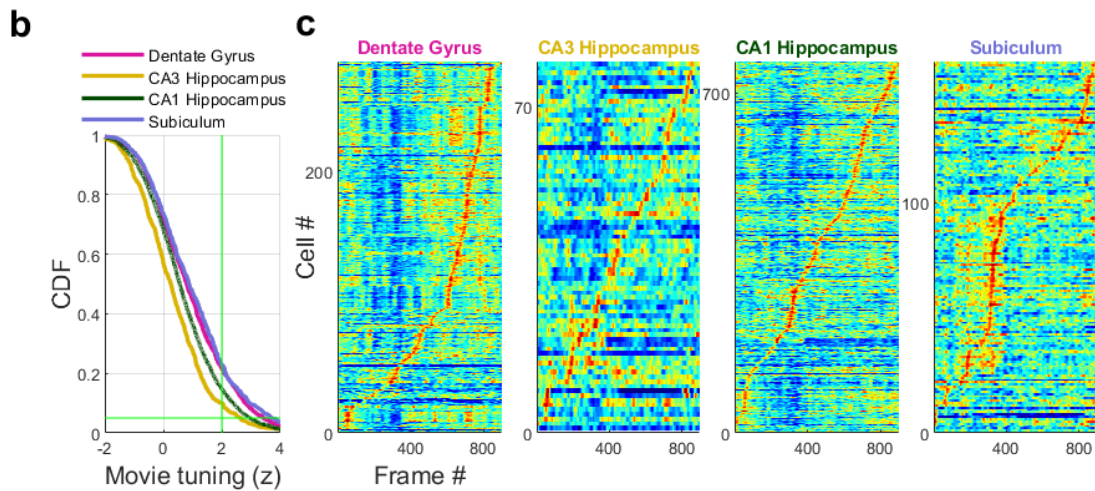 b
Dentate Gyrus
CA3 Hippocampus
CA1 Hippocampus
Subiculum
1
0.8
0.6
0.4
0.2
0
CDF
-2 0 2 4
Movie tuning (z)
c
Dentate Gyrus CA3 Hippocampus CA1 Hippocampus Subiculum
Cell #
200
0
70
0
700
0
100
0
400 800 400 800 400 800 400 800
Frame #